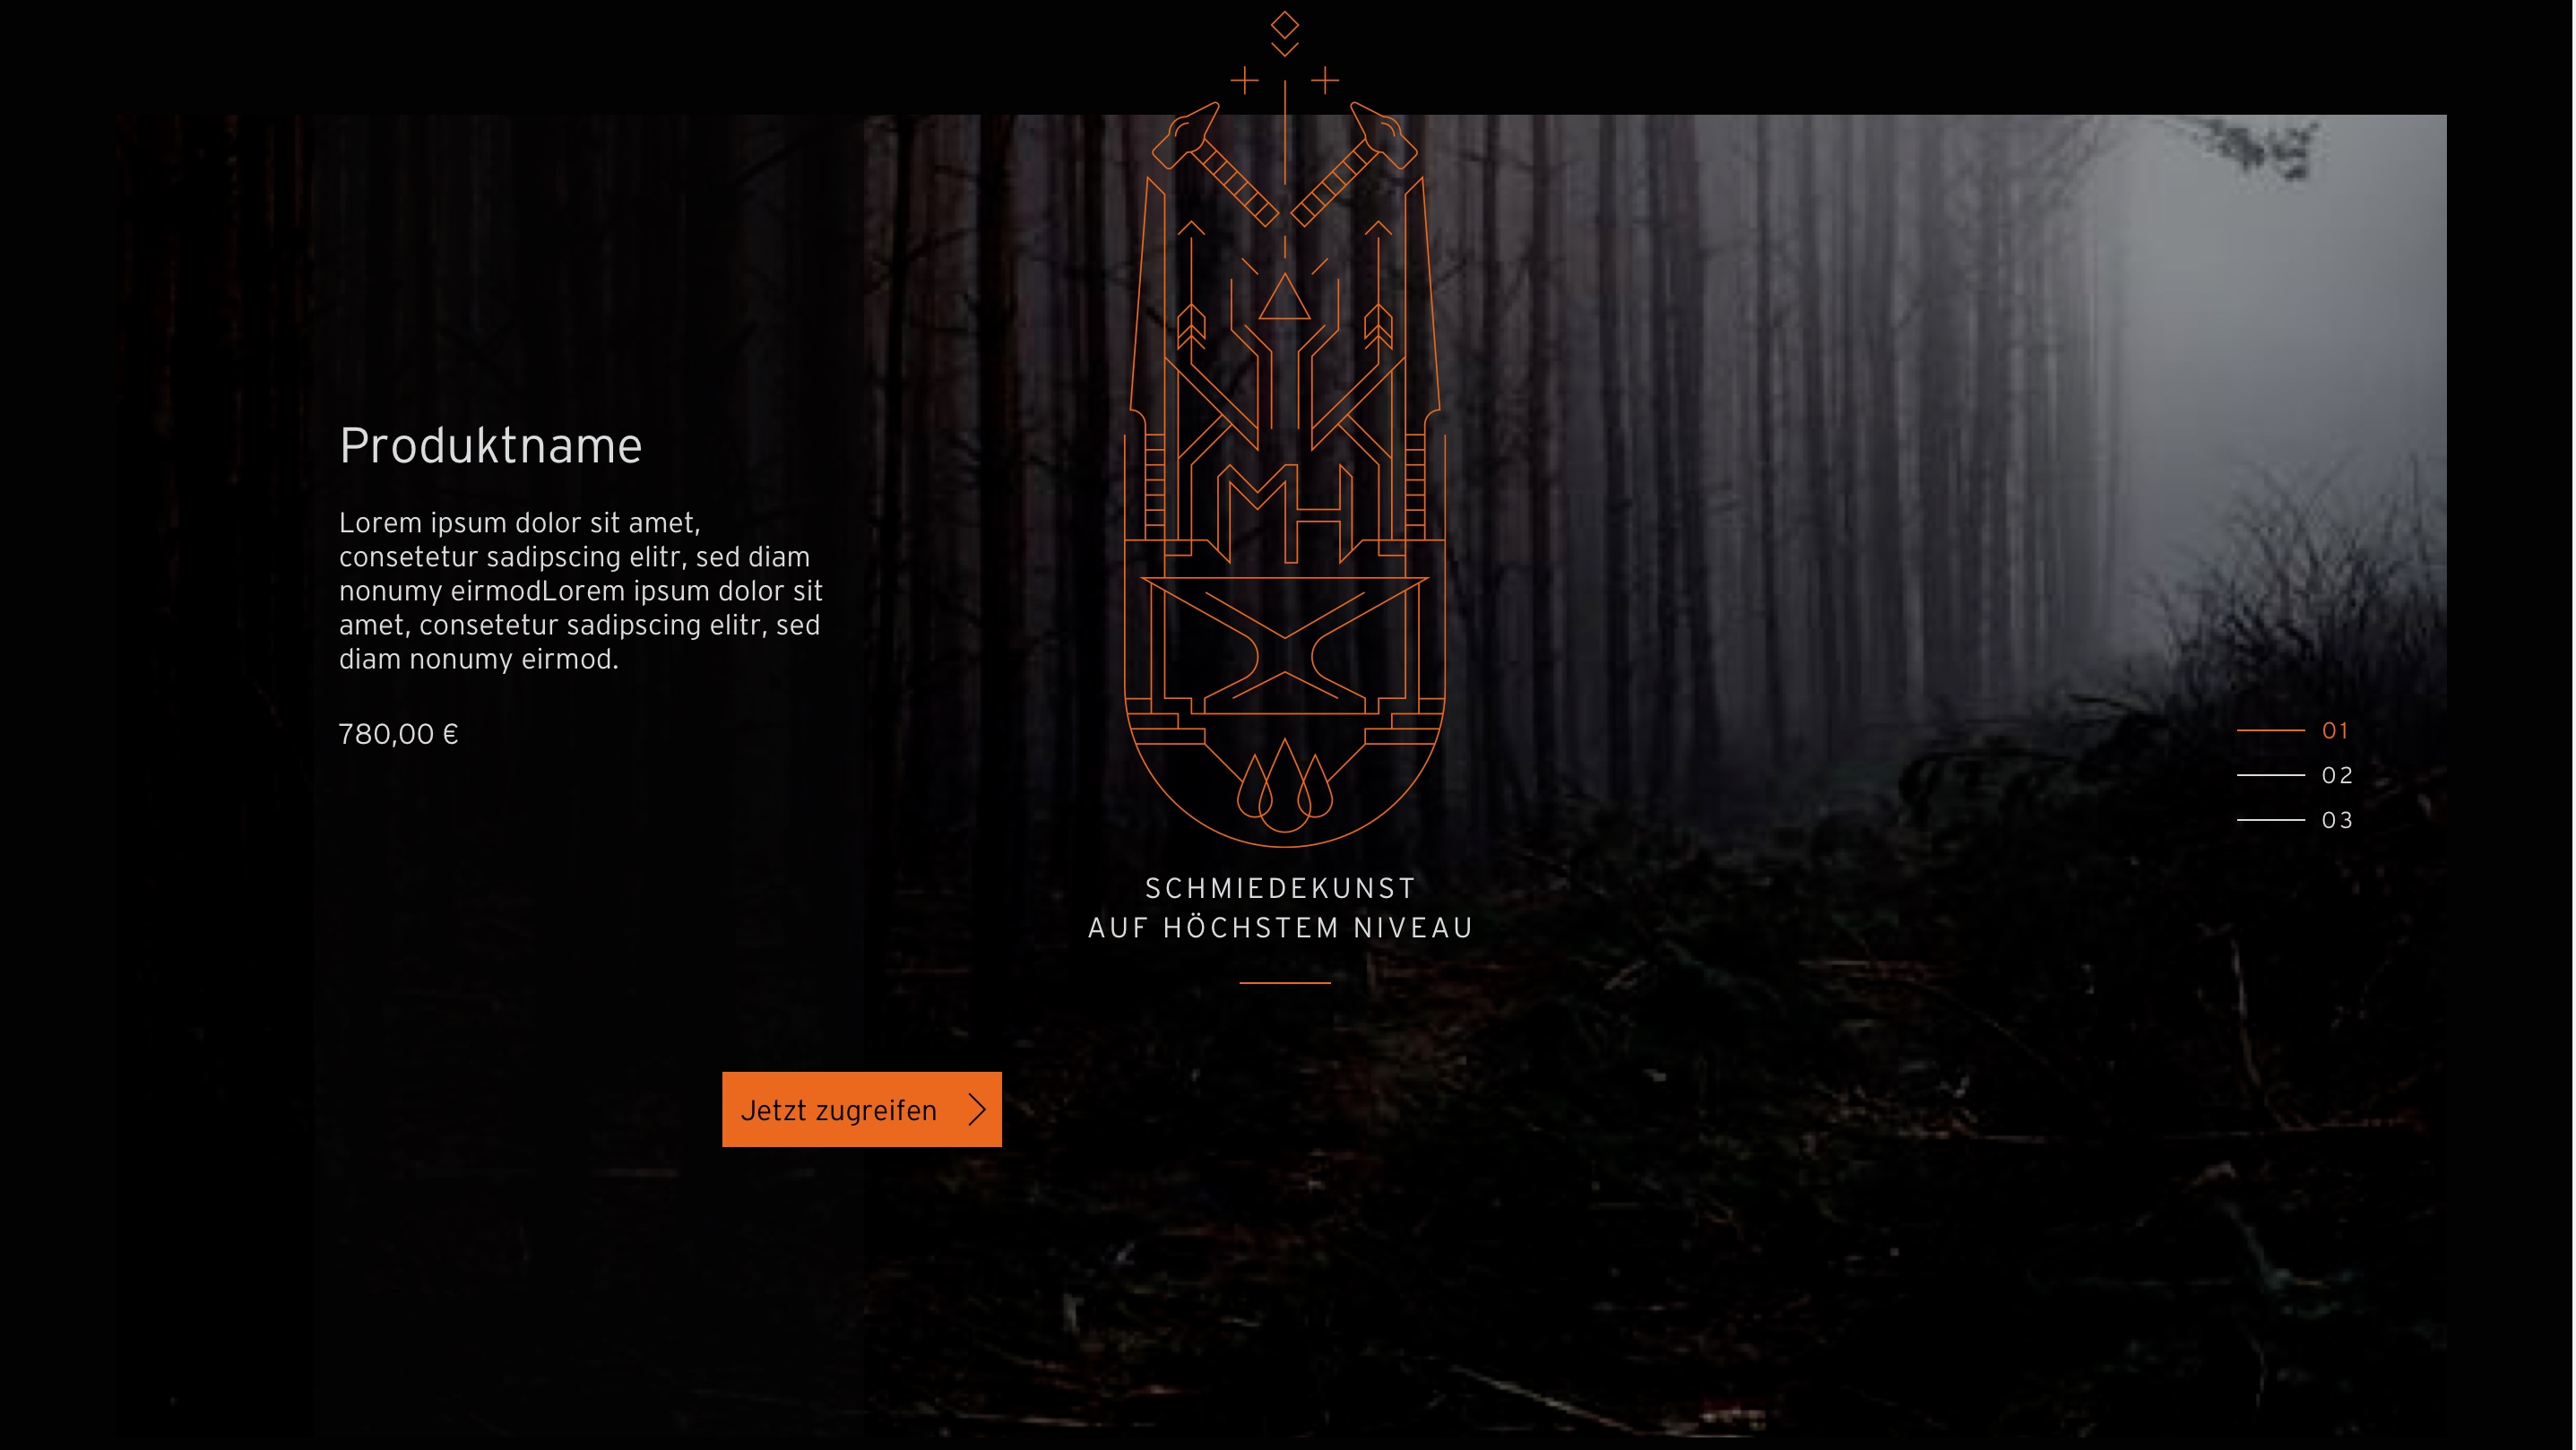 Produktname
Lorem ipsum dolor sit amet,
consetetur sadipscing elitr, sed diam
nonumy eirmodLorem ipsum dolor sit
amet, consetetur sadipscing elitr, sed
diam nonumy eirmod.
780,00 €
MH
SCHMIEDEKUNST
AUF HÖCHSTEM NIVEAU
01
02
03
Jetzt zugreifen